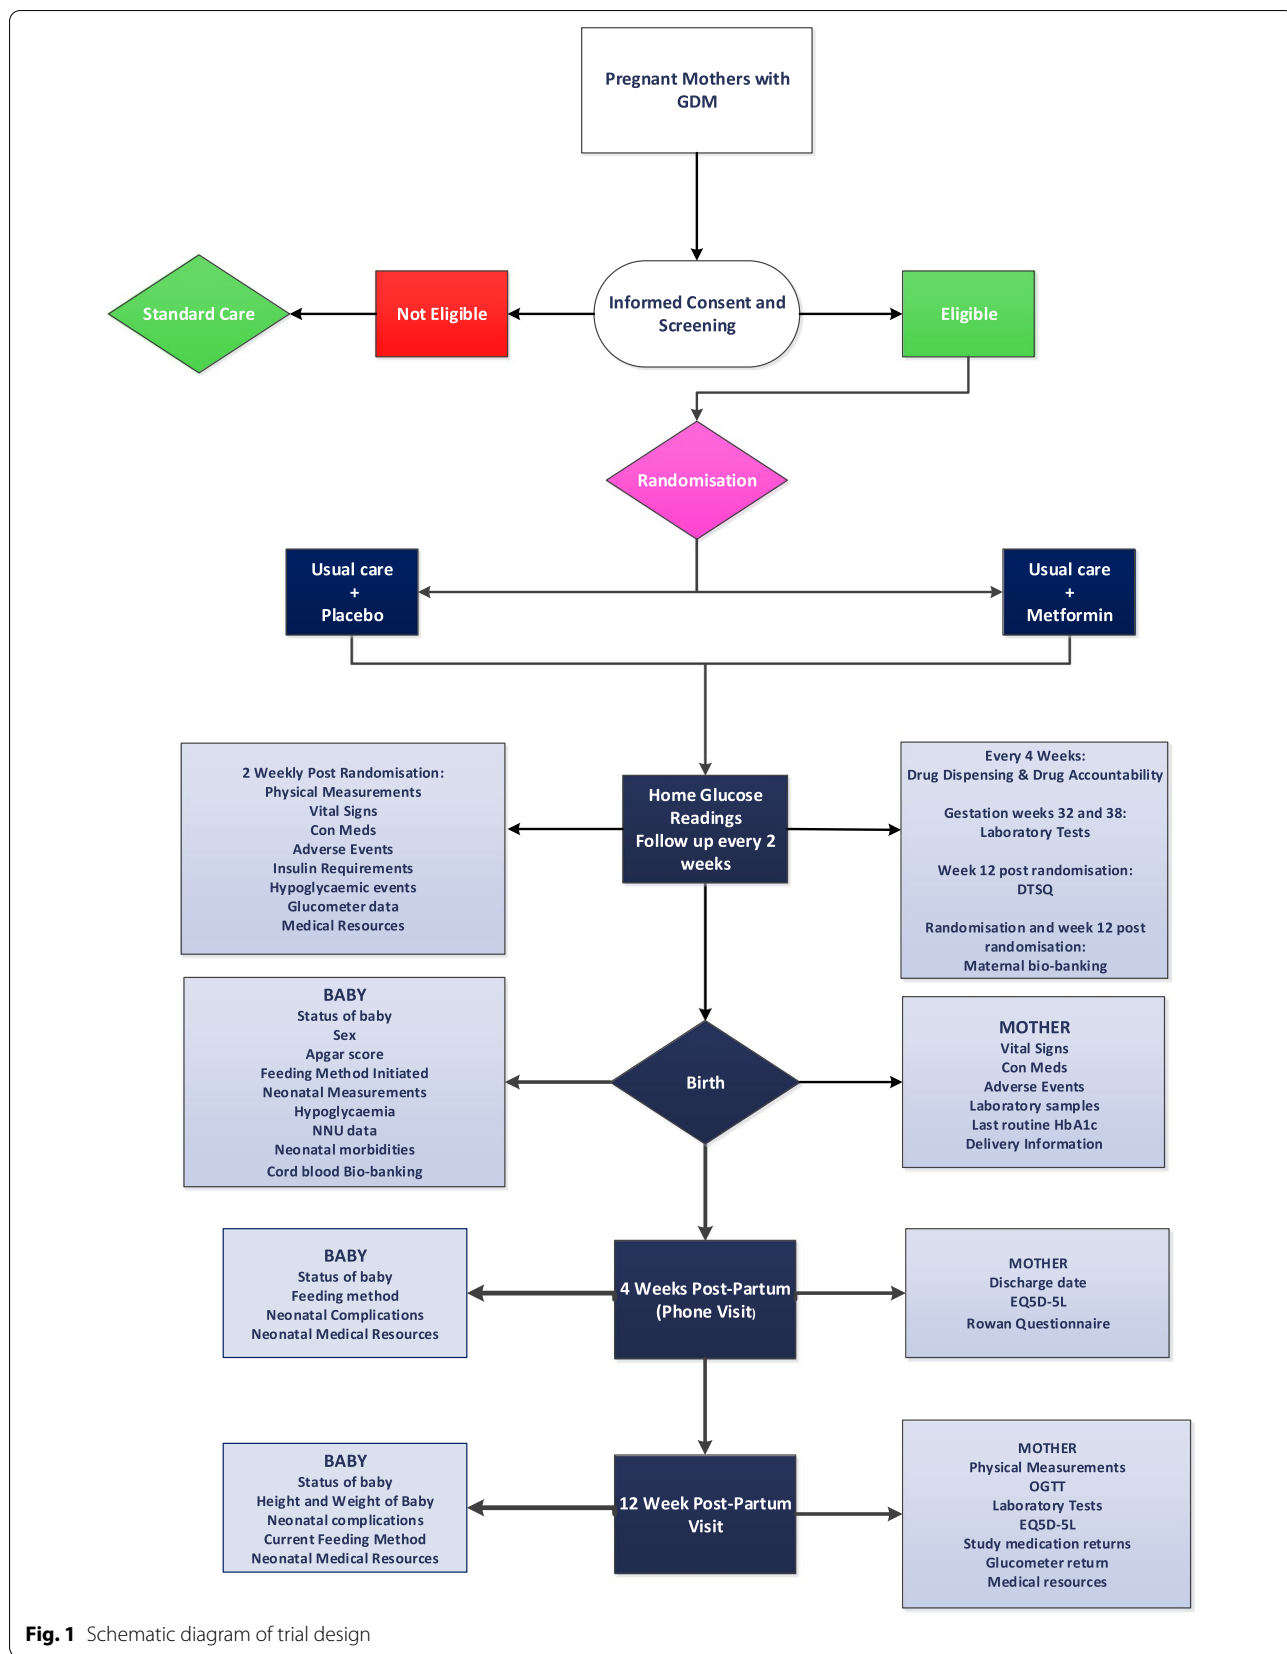 Pregnant Mothers with
GDM
Informed Consent and
Screening
Not Eligible
Standard Care
Eligible
Randomisation
Usual care
+
Placebo
Usual care
+
Metformin
Home Glucose
Readings
Follow up every 2
weeks
2 Weekly Post Randomisation:
Physical Measurements
Vital Signs
Con Meds
Adverse Events
Insulin Requirements
Hypoglycaemic events
Glucometer data
Medical Resources
Every 4 Weeks:
Drug Dispensing & Drug Accountability
Gestation weeks 32 and 38:
Laboratory Tests
Week 12 post randomisation:
DTSQ
Randomisation and week 12 post
randomisation:
Maternal bio-banking
Birth
BABY
Status of baby
Sex
Apgar score
Feeding Method Initiated
Neonatal Measurements
Hypoglycaemia
NNU data
Neonatal morbidities
Cord blood Bio-banking
MOTHER
Vital Signs
Con Meds
Adverse Events
Laboratory samples
Last routine HbA1c
Delivery Information
4 Weeks Post-Partum
(Phone Visit)
BABY
Status of baby
Feeding method
Neonatal Complications
Neonatal Medical Resources
MOTHER
Discharge date
EQ5D-5L
Rowan Questionnaire
12 Week Post-Partum
Visit
BABY
Status of baby
Height and Weight of Baby
Neonatal complications
Current Feeding Method
Neonatal Medical Resources
MOTHER
Physical Measurements
OGTT
Laboratory Tests
EQ5D-5L
Study medication returns
Glucometer return
Medical resources
Fig. 1 Schematic diagram of trial design